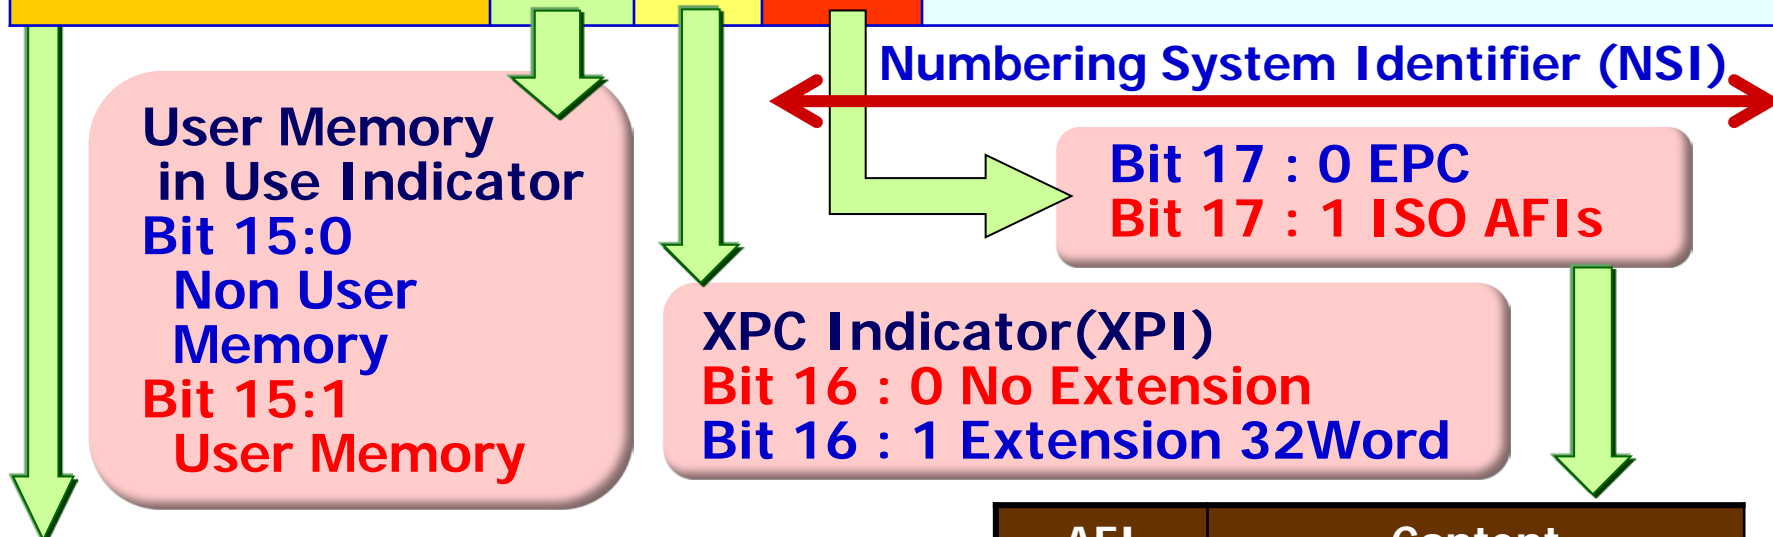 Numbering System Identifier (NSI)
User Memory
in Use Indicator
Bit 15:0
Non User
Memory
Bit 15:1
User Memory
Bit 17 : 0 EPC
Bit 17 : 1 ISO AFIs
XPC Indicator(XPI)
Bit 16 : 0 No Extension
Bit 16 : 1 Extension 32Word
AFI
Content